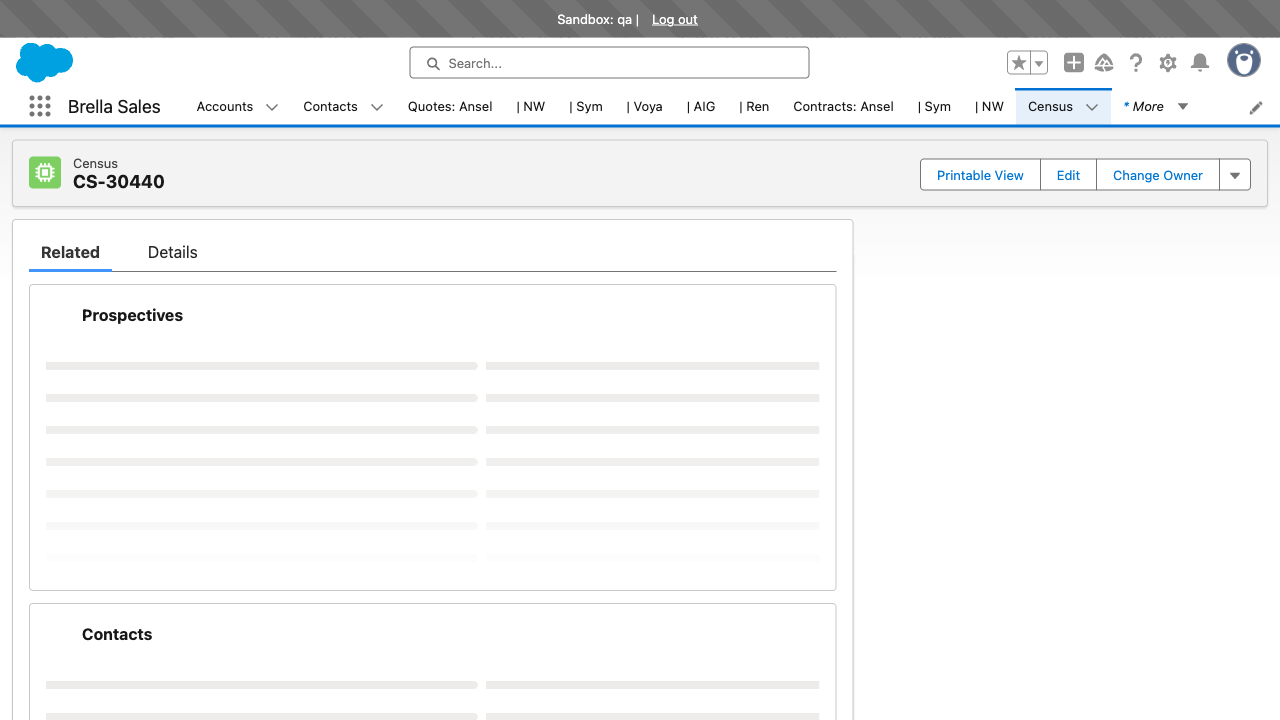 Sandbox: qa | Log out
Search...
Brella Sales Accounts Contacts Quotes: Ansel | NW | Sym | Voya | AIG | Ren Contracts: Ansel | Sym | NW Census * More
Census
CS-30440
Printable View Edit Change Owner
Related Details
Prospectives
Contacts